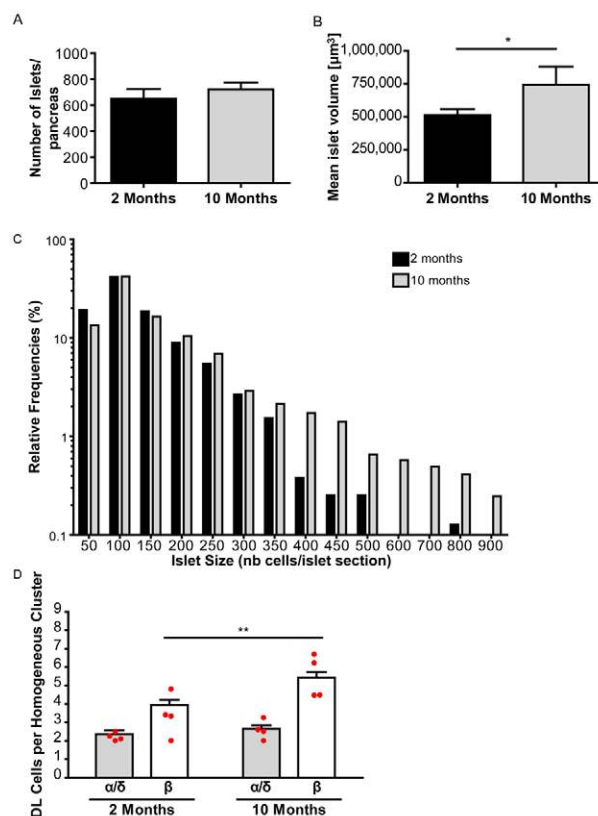 A
Number of Islets/
pancreas
1000
800
600
400
200
0
2 Months
10 Months
B
Mean islet volume [µm³]
1,000,000
750,000
500,000
250,000
0
*
2 Months
10 Months
C
Relative Frequencies (%)
100
10
1
0.1
2 months
10 months
50 100 150 200 250 300 350 400 450 500 600 700 800 900
Islet Size (nb cells/islet section)
D
DL Cells per Homogeneous Cluster
9
8
7
6
5
4
3
2
1
0
**
α/δ β α/δ β
2 Months 10 Months